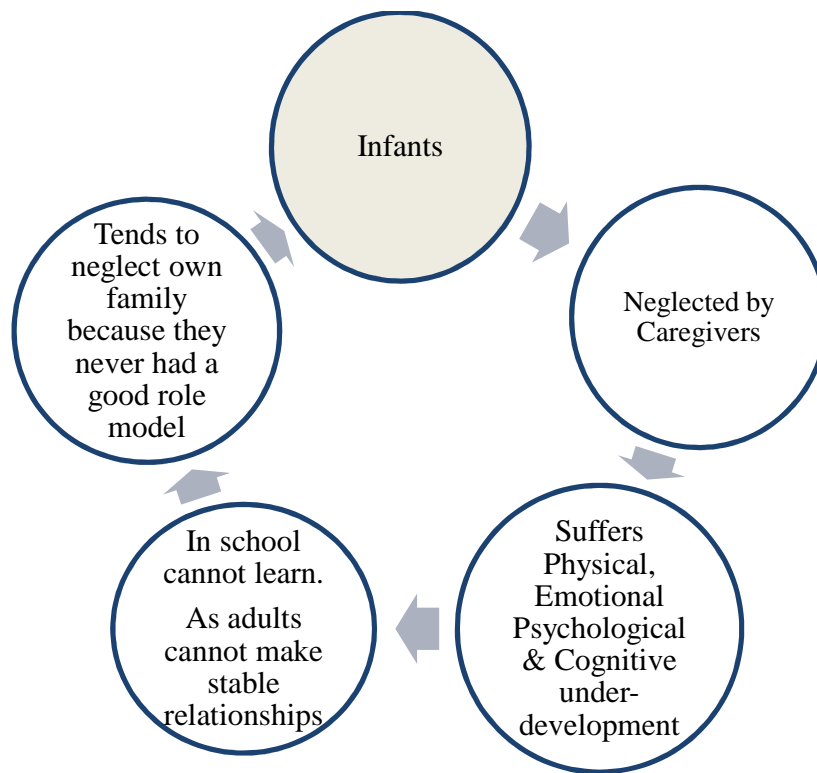 Infants
Neglected by
Caregivers
Suffers
Physical,
Emotional
Psychological
& Cognitive
under-
development
In school
cannot learn.
As adults
cannot make
stable
relationships
Tends to
neglect own
family
because they
never had a
good role
model